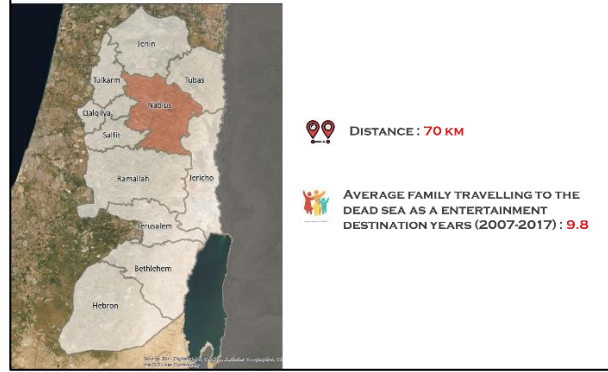 Jenin
Tulkarm
Tubas
Nablus
Qalqilya
Salfit
Ramallah
Jericho
Jerusalem
Bethlehem
Hebron
DISTANCE : 70 KM
AVERAGE FAMILY TRAVELLING TO THE
DEAD SEA AS A ENTERTAINMENT
DESTINATION YEARS (2007-2017) : 9.8